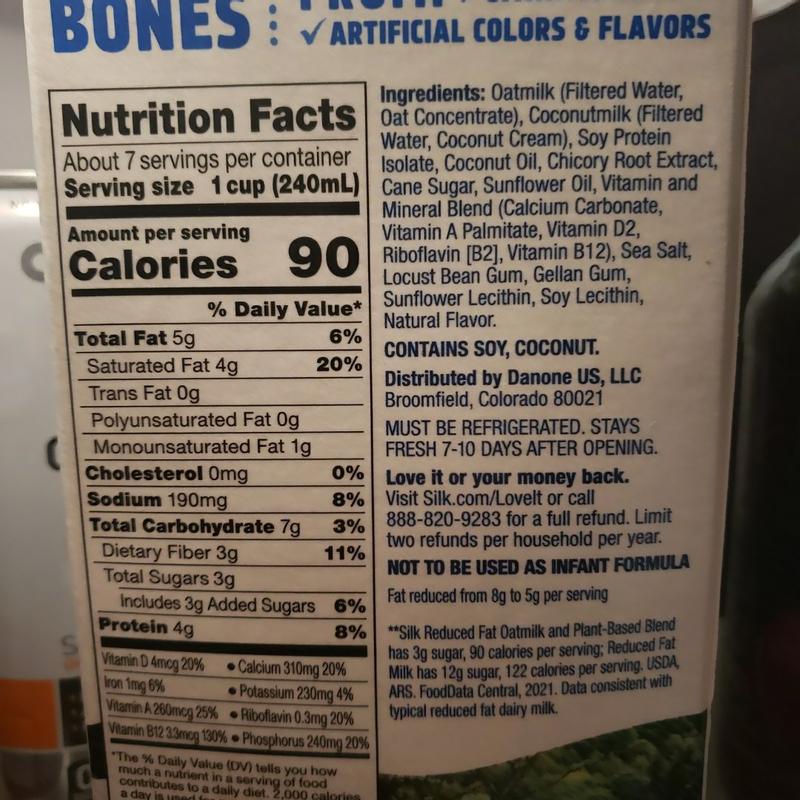 BONES
✓ARTIFICIAL COLORS & FLAVORS
Nutrition Facts
About 7 servings per container
Serving size 1 cup (240mL)
Amount per serving
Calories 90
% Daily Value*
Total Fat 5g 6%
Saturated Fat 4g 20%
Trans Fat 0g
Polyunsaturated Fat 0g
Monounsaturated Fat 1g
Cholesterol 0mg 0%
Sodium 190mg 8%
Total Carbohydrate 7g 3%
Dietary Fiber 3g 11%
Total Sugars 3g
Includes 3g Added Sugars 6%
Protein 4g 8%
Vitamin D 4mcg 20% • Calcium 310mg 20%
Iron 1mg 6% • Potassium 230mg 4%
Vitamin A 260mcg 25% • Riboflavin 0.3mg 20%
Vitamin B12 3.3mcg 130% • Phosphorus 240mg 20%
*The % Daily Value (DV) tells you how
much a nutrient in a serving of food
contributes to a daily diet. 2,000 calories
a day is used
Ingredients: Oatmilk (Filtered Water,
Oat Concentrate), Coconutmilk (Filtered
Water, Coconut Cream), Soy Protein
Isolate, Coconut Oil, Chicory Root Extract,
Cane Sugar, Sunflower Oil, Vitamin and
Mineral Blend (Calcium Carbonate,
Vitamin A Palmitate, Vitamin D2,
Riboflavin [B2], Vitamin B12), Sea Salt,
Locust Bean Gum, Gellan Gum,
Sunflower Lecithin, Soy Lecithin,
Natural Flavor.
CONTAINS SOY, COCONUT.
Distributed by Danone US, LLC
Broomfield, Colorado 80021
MUST BE REFRIGERATED. STAYS
FRESH 7-10 DAYS AFTER OPENING.
Love it or your money back.
Visit Silk.com/LoveIt or call
888-820-9283 for a full refund. Limit
two refunds per household per year.
NOT TO BE USED AS INFANT FORMULA
Fat reduced from 8g to 5g per serving
**Silk Reduced Fat Oatmilk and Plant-Based Blend
has 3g sugar, 90 calories per serving; Reduced Fat
Milk has 12g sugar, 122 calories per serving. USDA,
ARS. FoodData Central, 2021. Data consistent with
typical reduced fat dairy milk.